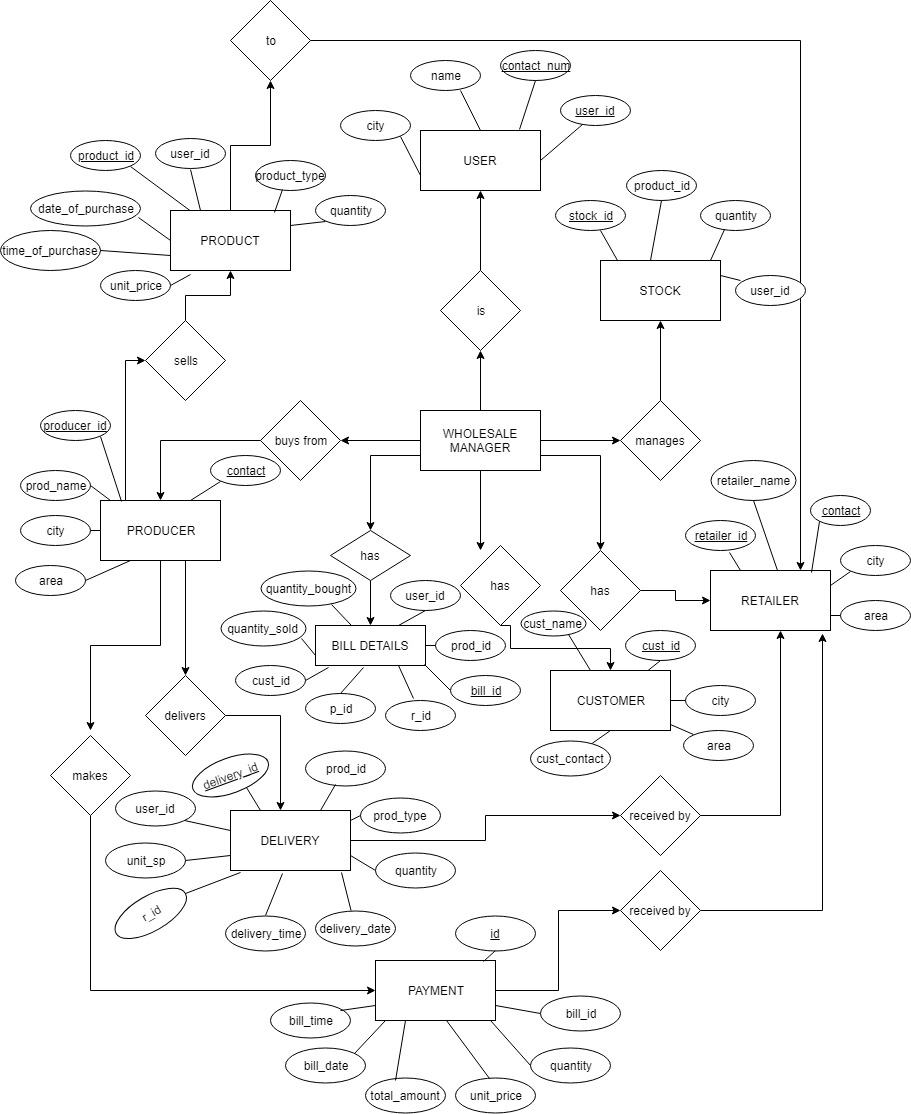 to
name
contact_num
city
user_id
USER
product_id
user_id
product_type
date_of_purchase
quantity
PRODUCT
time_of_purchase
unit_price
product_id
stock_id
quantity
STOCK
user_id
is
sells
producer_id
buys from
WHOLESALE
MANAGER
manages
prod_name
contact
city
PRODUCER
area
retailer_name
contact
retailer_id
city
RETAILER
area
has
has
has
quantity_bought
user_id
quantity_sold
BILL DETAILS
prod_id
cust_id
bill_id
p_id
r_id
cust_name
cust_id
CUSTOMER
city
area
cust_contact
delivers
makes
delivery_id
prod_id
user_id
prod_type
DELIVERY
unit_sp
quantity
r_id
delivery_time
delivery_date
received by
received by
id
PAYMENT
bill_time
bill_id
bill_date
quantity
total_amount
unit_price